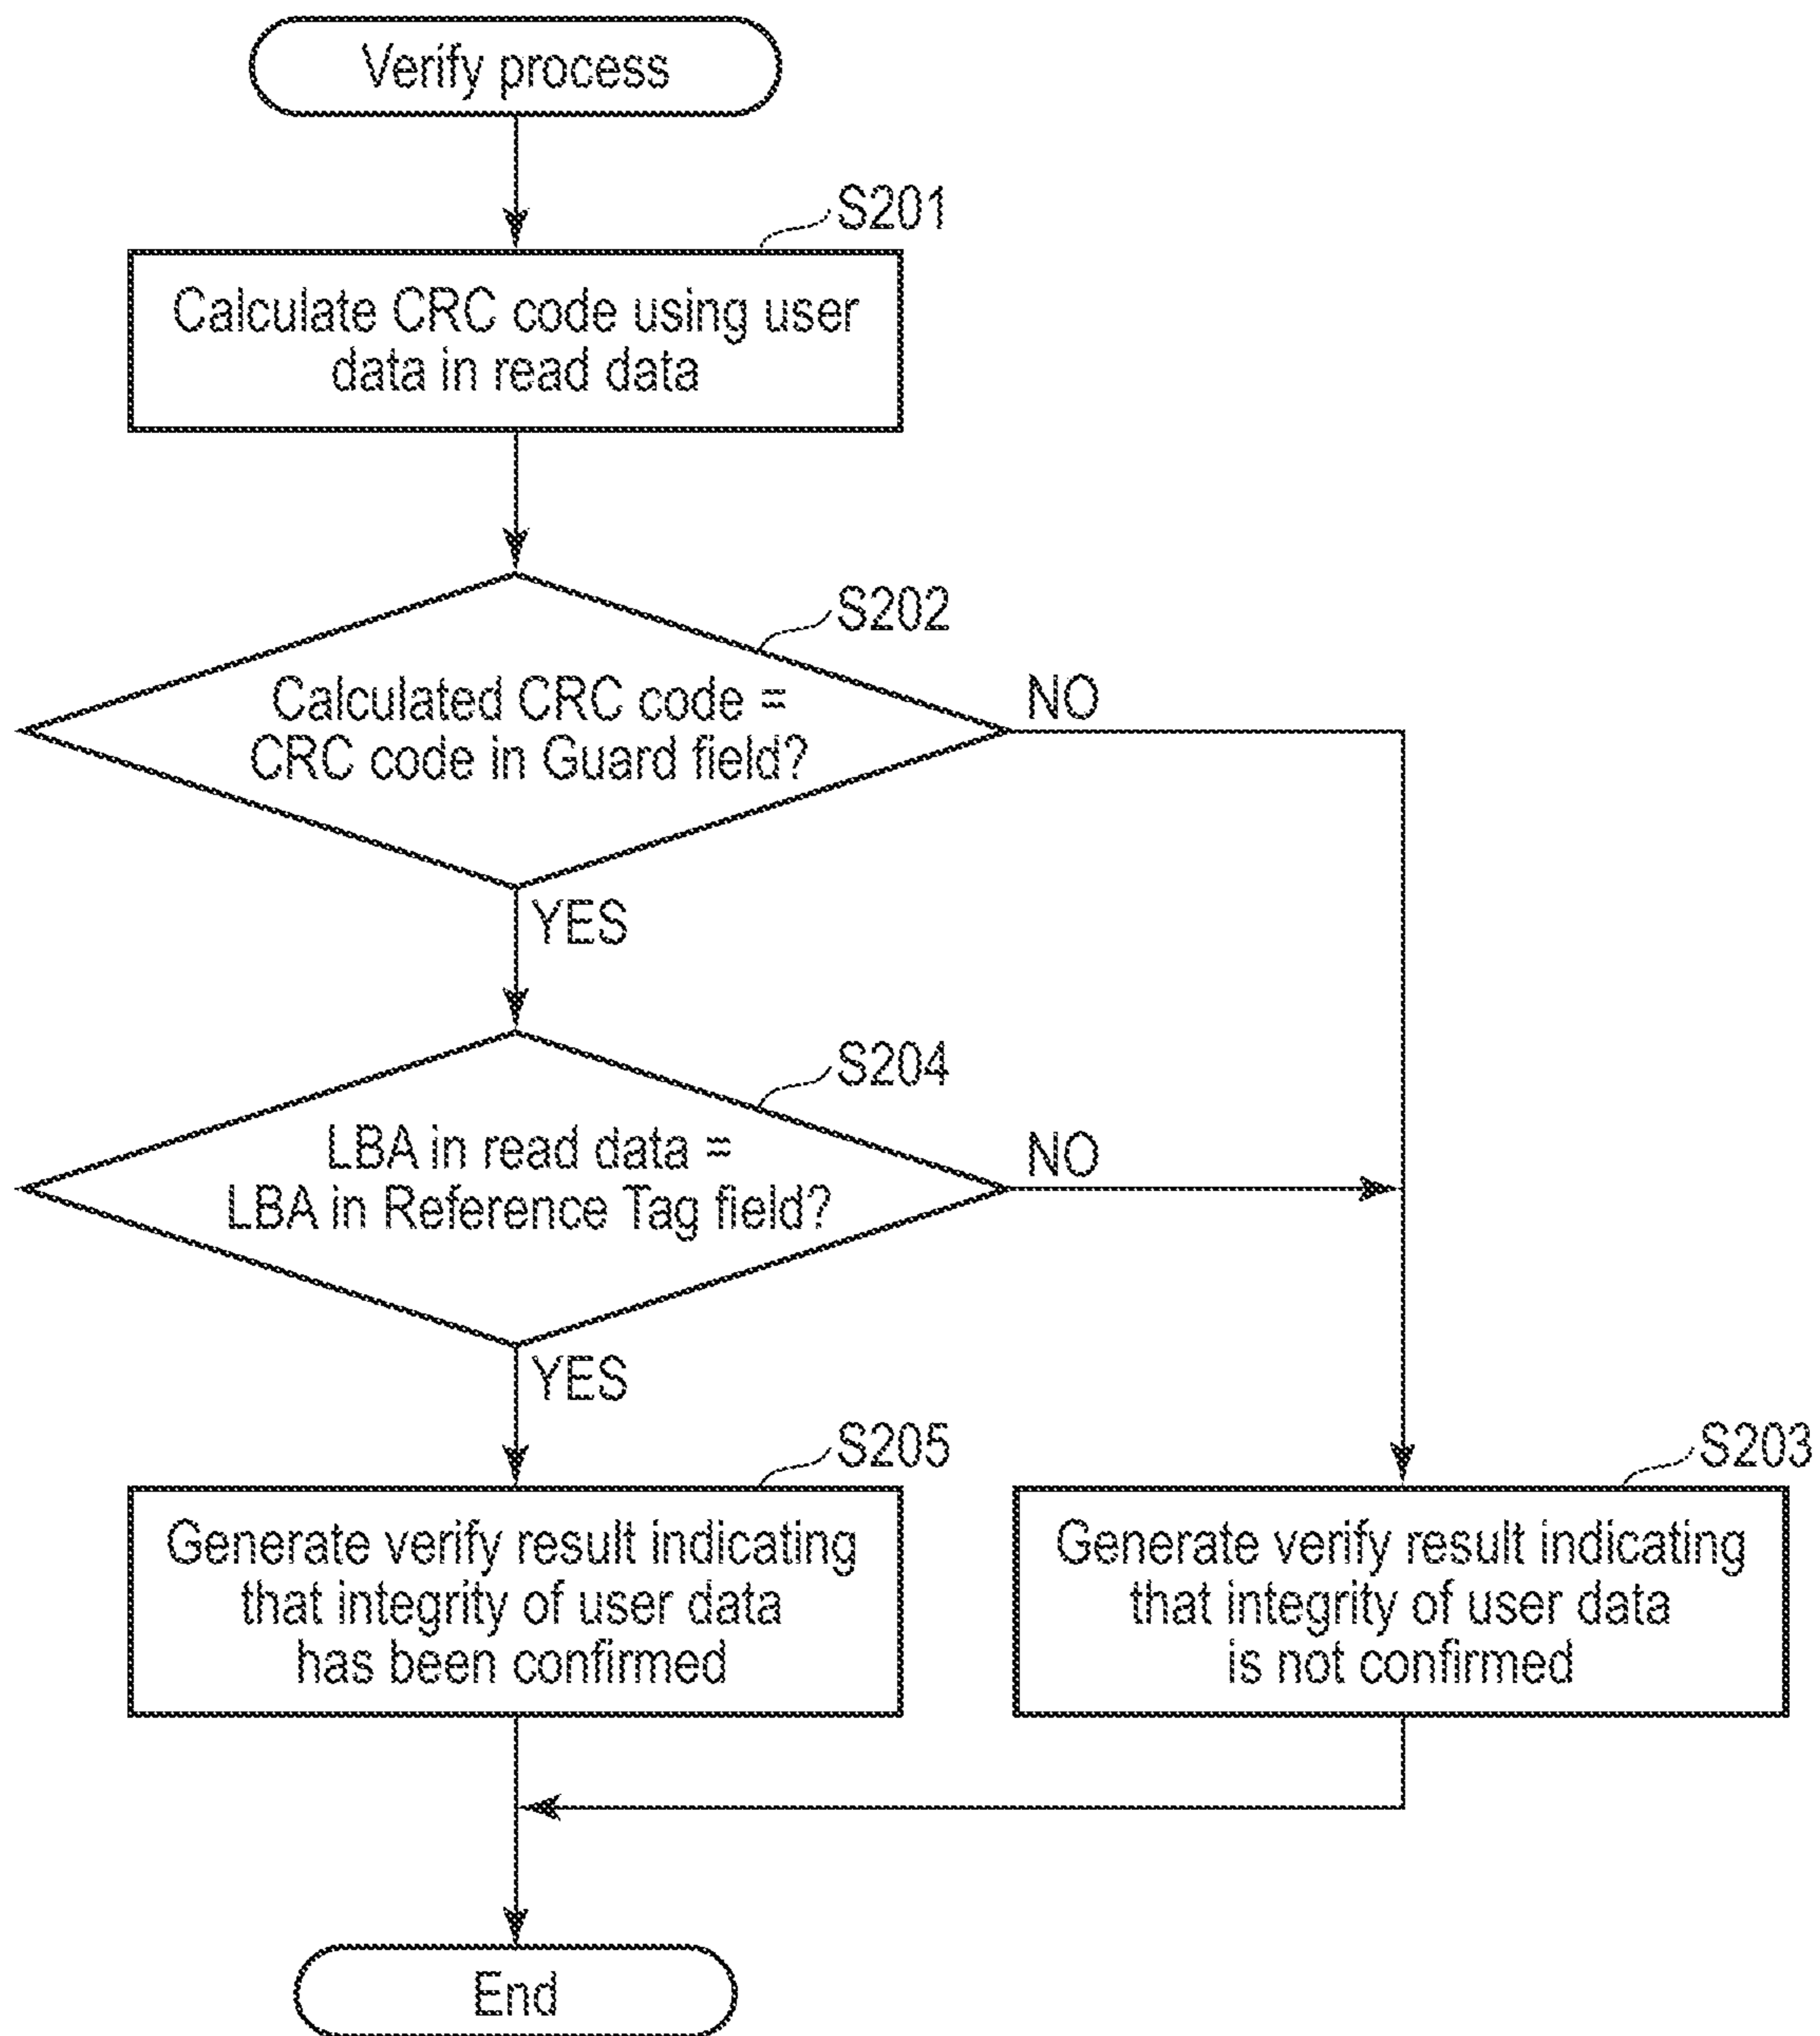 Verify process
S201
Calculate CRC code using user
data in read data
S202
Calculated CRC code =
CRC code in Guard field?
NO
YES
S204
LBA in read data =
LBA in Reference Tag field?
NO
YES
S205
Generate verify result indicating
that integrity of user data
has been confirmed
S203
Generate verify result indicating
that integrity of user data
is not confirmed
End